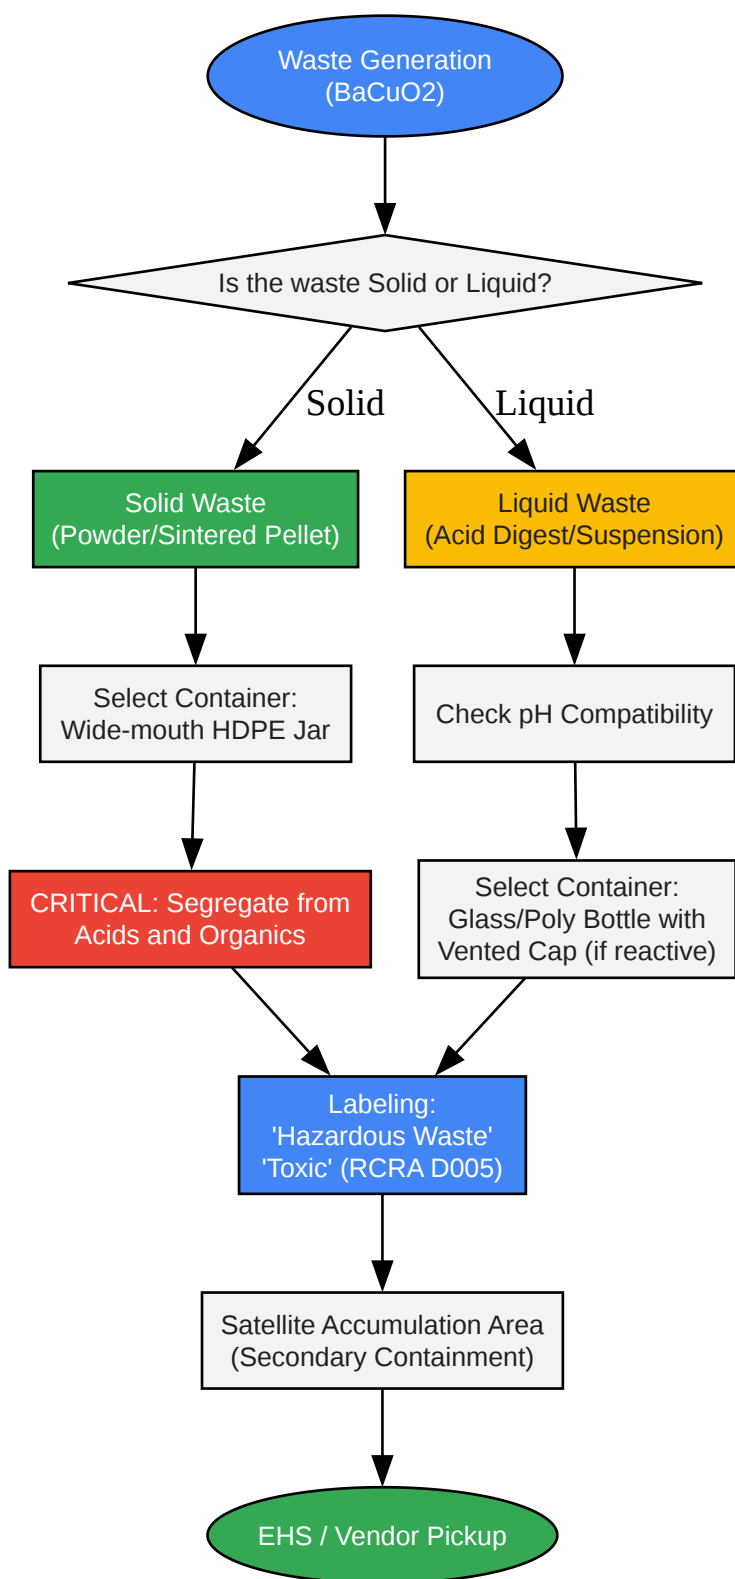 Waste Generation
(BaCuO2)
Is the waste Solid or Liquid?
Solid
Liquid
Solid Waste
(Powder/Sintered Pellet)
Liquid Waste
(Acid Digest/Suspension)
Select Container:
Wide-mouth HDPE Jar
Check pH Compatibility
CRITICAL: Segregate from
Acids and Organics
Select Container:
Glass/Poly Bottle with
Vented Cap (if reactive)
Labeling:
'Hazardous Waste'
'Toxic' (RCRA D005)
Satellite Accumulation Area
(Secondary Containment)
EHS / Vendor Pickup